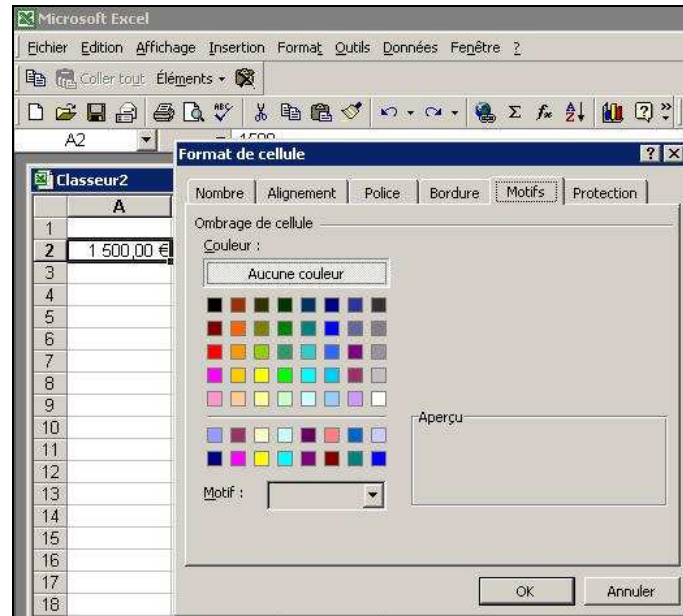 Microsoft Excel
Fichier Edition Affichage Insertion Format Outils Données Fenêtre ?
Coller tout Éléments
A2 = 1500
Format de cellule
Classeur2
Nombre Alignement Police Bordure Motifs Protection
A
Ombrage de cellule
Couleur :
Aucune couleur
1
2 1 500,00 €
3
4
5
6
7
8
9
10
Aperçu
11
12
13
Motif :
14
15
16
17
OK Annuler
18